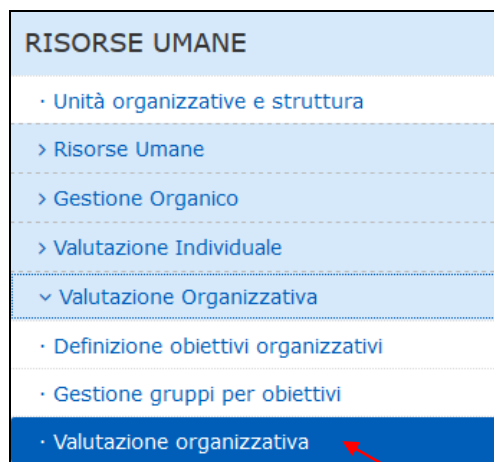 RISORSE UMANE
· Unità organizzative e struttura
> Risorse Umane
> Gestione Organico
> Valutazione Individuale
⌄ Valutazione Organizzativa
· Definizione obiettivi organizzativi
· Gestione gruppi per obiettivi
· Valutazione organizzativa